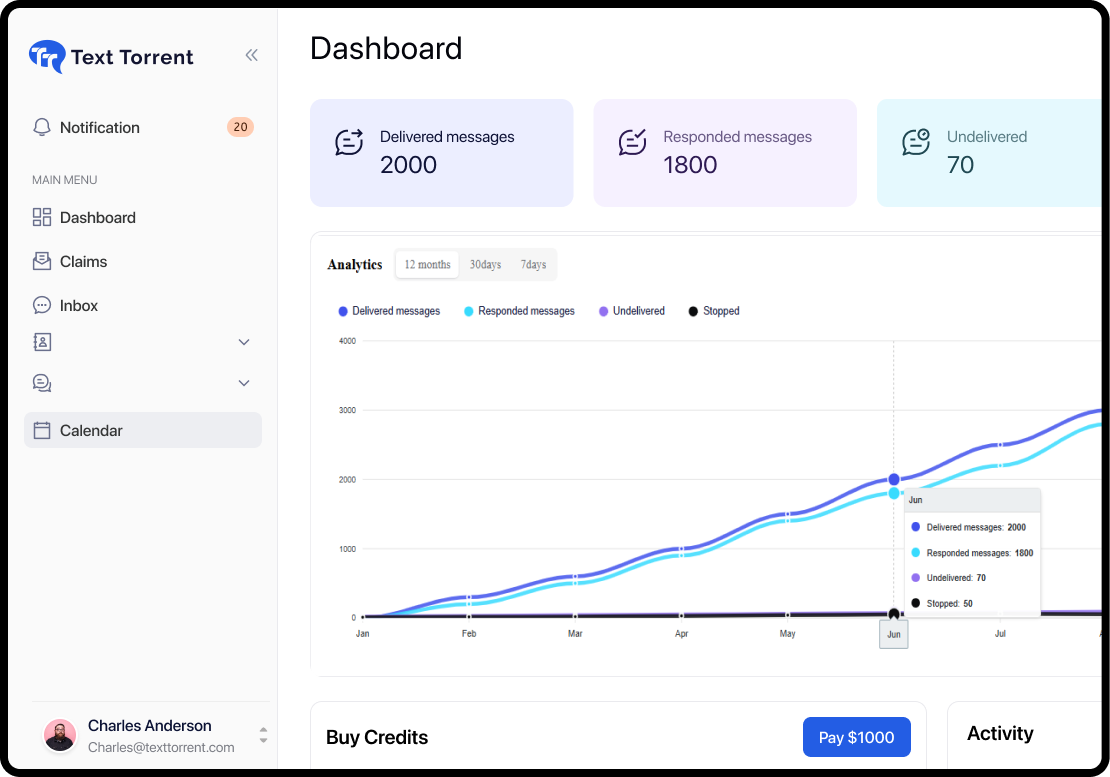 Text Torrent
Notification 20
MAIN MENU
Dashboard
Claims
Inbox
Calendar
Charles Anderson
Charles@texttorrent.com
Dashboard
Delivered messages
2000
Responded messages
1800
Undelivered
70
Analytics 12 months 30days 7days
Delivered messages Responded messages Undelivered Stopped
4000
3000
2000
1000
0
Jan Feb Mar Apr May Jun Jul A
Jun
Delivered messages: 2000
Responded messages: 1800
Undelivered: 70
Stopped: 50
Buy Credits Pay $1000
Activity